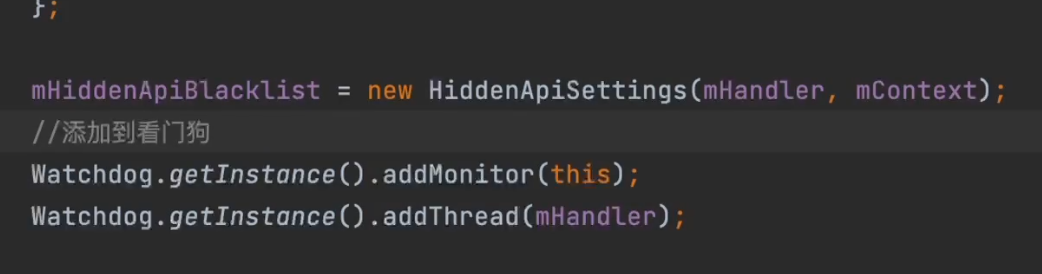 };
mHiddenApiBlacklist = new HiddenApiSettings(mHandler, mContext);
//添加到看门狗
Watchdog.getInstance().addMonitor(this);
Watchdog.getInstance().addThread(mHandler);